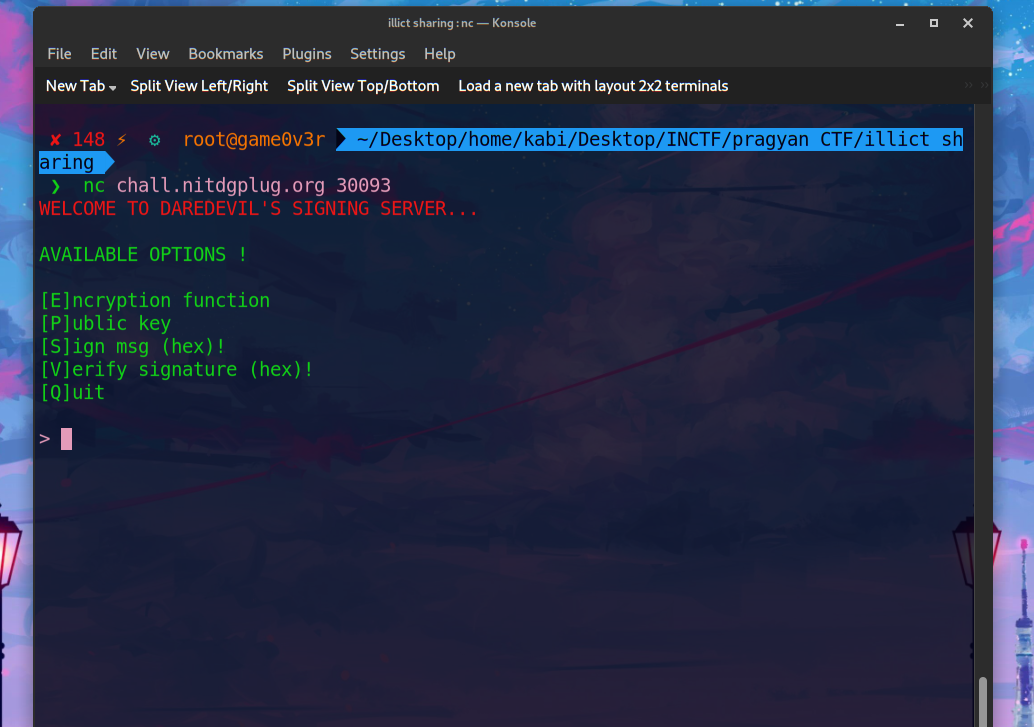 illict sharing : nc — Konsole
File Edit View Bookmarks Plugins Settings Help
New Tab Split View Left/Right Split View Top/Bottom Load a new tab with layout 2x2 terminals
✘ 148 ⚡ ⚙ root@game0v3r ~/Desktop/home/kabi/Desktop/INCTF/pragyan CTF/illict sh
aring
❯ nc chall.nitdgplug.org 30093
WELCOME TO DAREDEVIL'S SIGNING SERVER...
AVAILABLE OPTIONS !
[E]ncryption function
[P]ublic key
[S]ign msg (hex)!
[V]erify signature (hex)!
[Q]uit
>